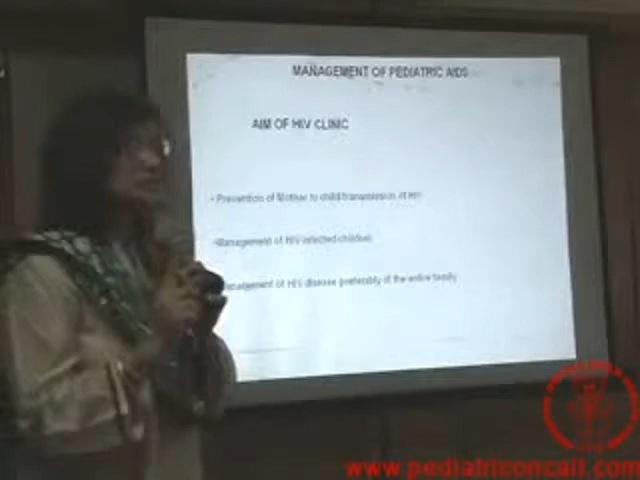 MANAGEMENT OF PEDIATRIC AIDS
AIM OF HIV CLINIC
• Prevention of Mother to child transmission of HIV
•Management of HIV infected children
Management of HIV disease preferably of the entire family
www.pediatriconcall.com